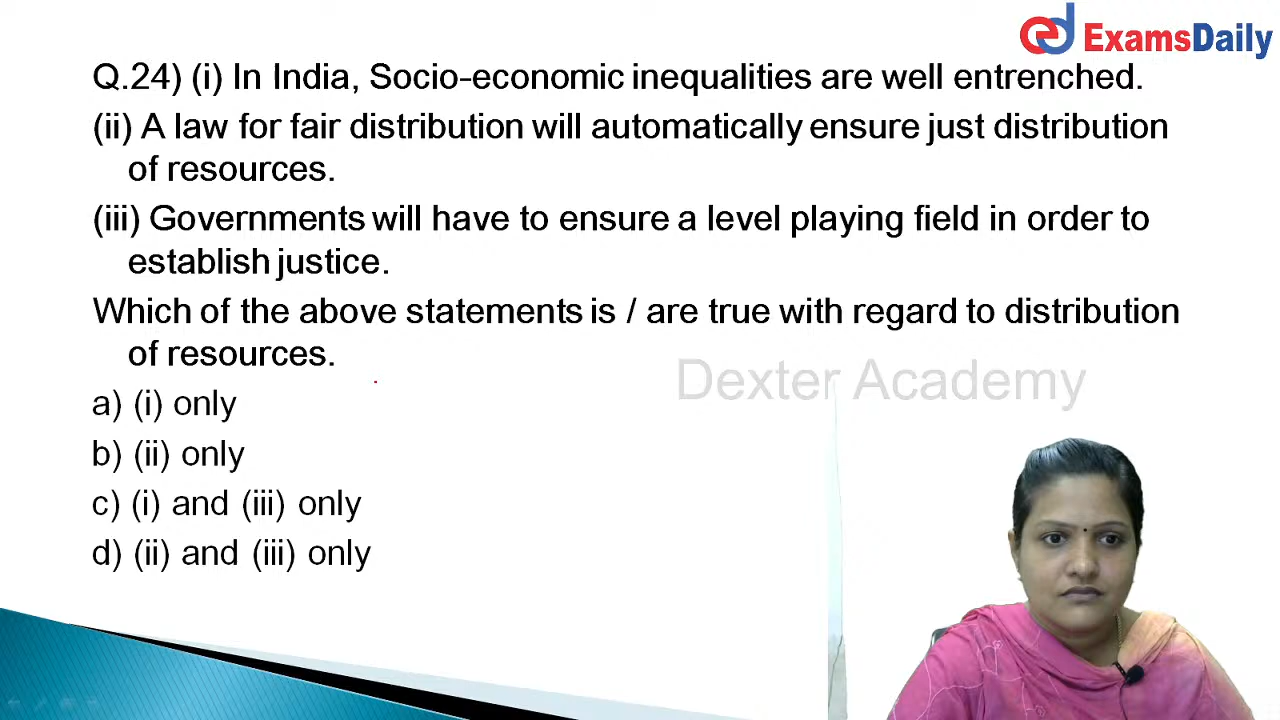 ExamsDaily
Q.24) (i) In India, Socio-economic inequalities are well entrenched.
(ii) A law for fair distribution will automatically ensure just distribution
of resources.
(iii) Governments will have to ensure a level playing field in order to
establish justice.
Which of the above statements is / are true with regard to distribution
of resources.
Dexter Academy
a) (i) only
b) (ii) only
c) (i) and (iii) only
d) (ii) and (iii) only